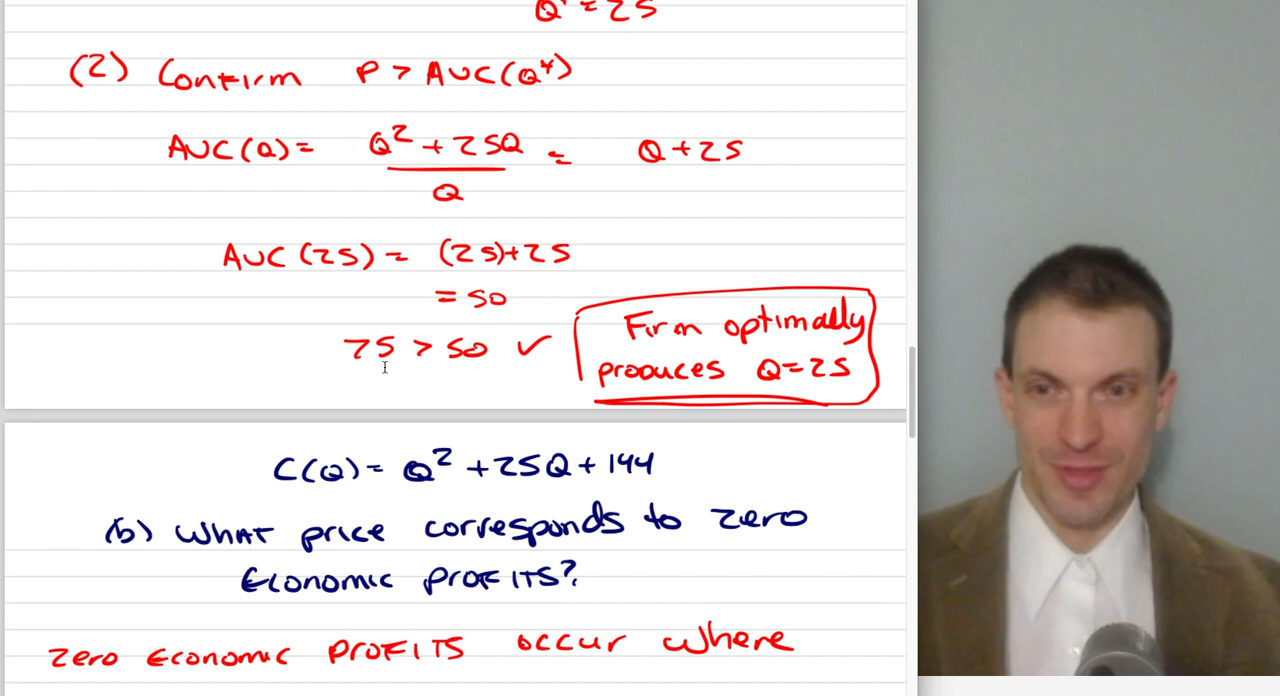 Q* = 25
(2) Confirm P > AVC(Q*)
AVC(Q) = Q² + 25Q / Q = Q + 25
AVC(25) = (25)+25
= 50
75 > 50 ✓
Firm optimally
produces Q=25
C(Q) = Q² + 25Q + 144
(b) What price corresponds to zero
economic profits?
zero economic profits occur where